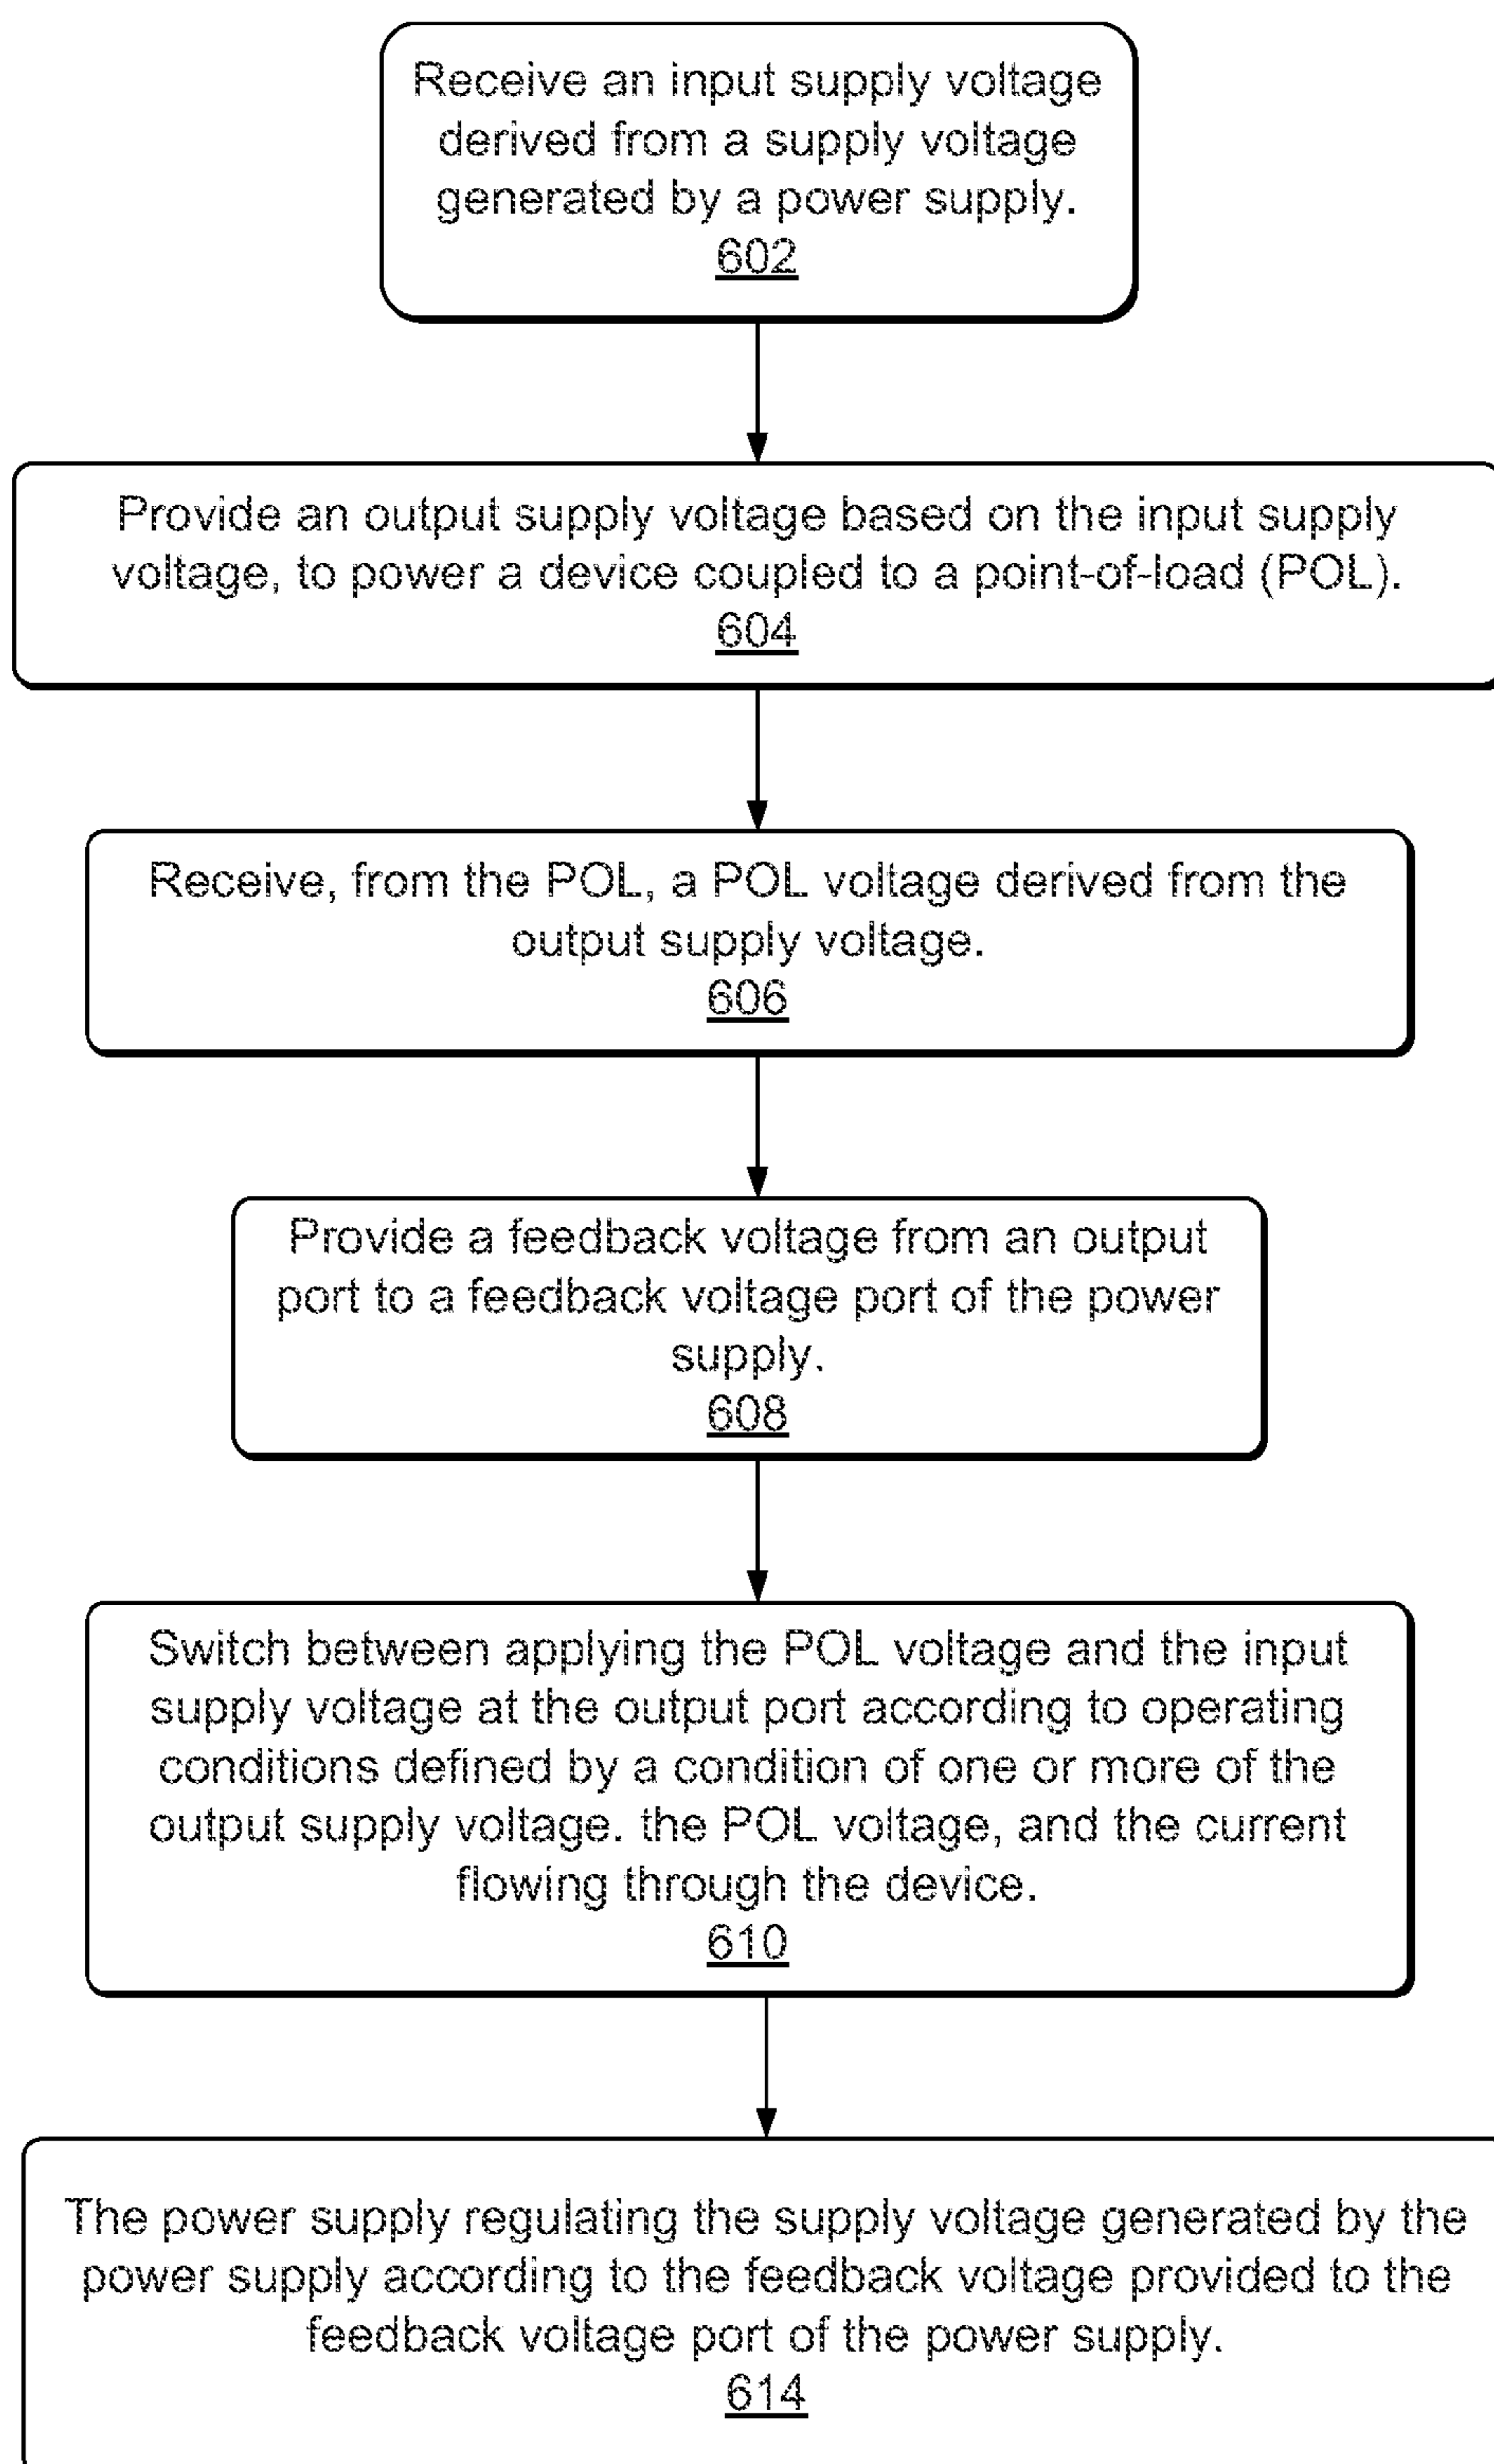 Receive an input supply voltage
derived from a supply voltage
generated by a power supply.
602
Provide an output supply voltage based on the input supply
voltage, to power a device coupled to a point-of-load (POL).
604
Receive, from the POL, a POL voltage derived from the
output supply voltage.
606
Provide a feedback voltage from an output
port to a feedback voltage port of the power
supply.
608
Switch between applying the POL voltage and the input
supply voltage at the output port according to operating
conditions defined by a condition of one or more of the
output supply voltage. the POL voltage, and the current
flowing through the device.
610
The power supply regulating the supply voltage generated by the
power supply according to the feedback voltage provided to the
feedback voltage port of the power supply.
614